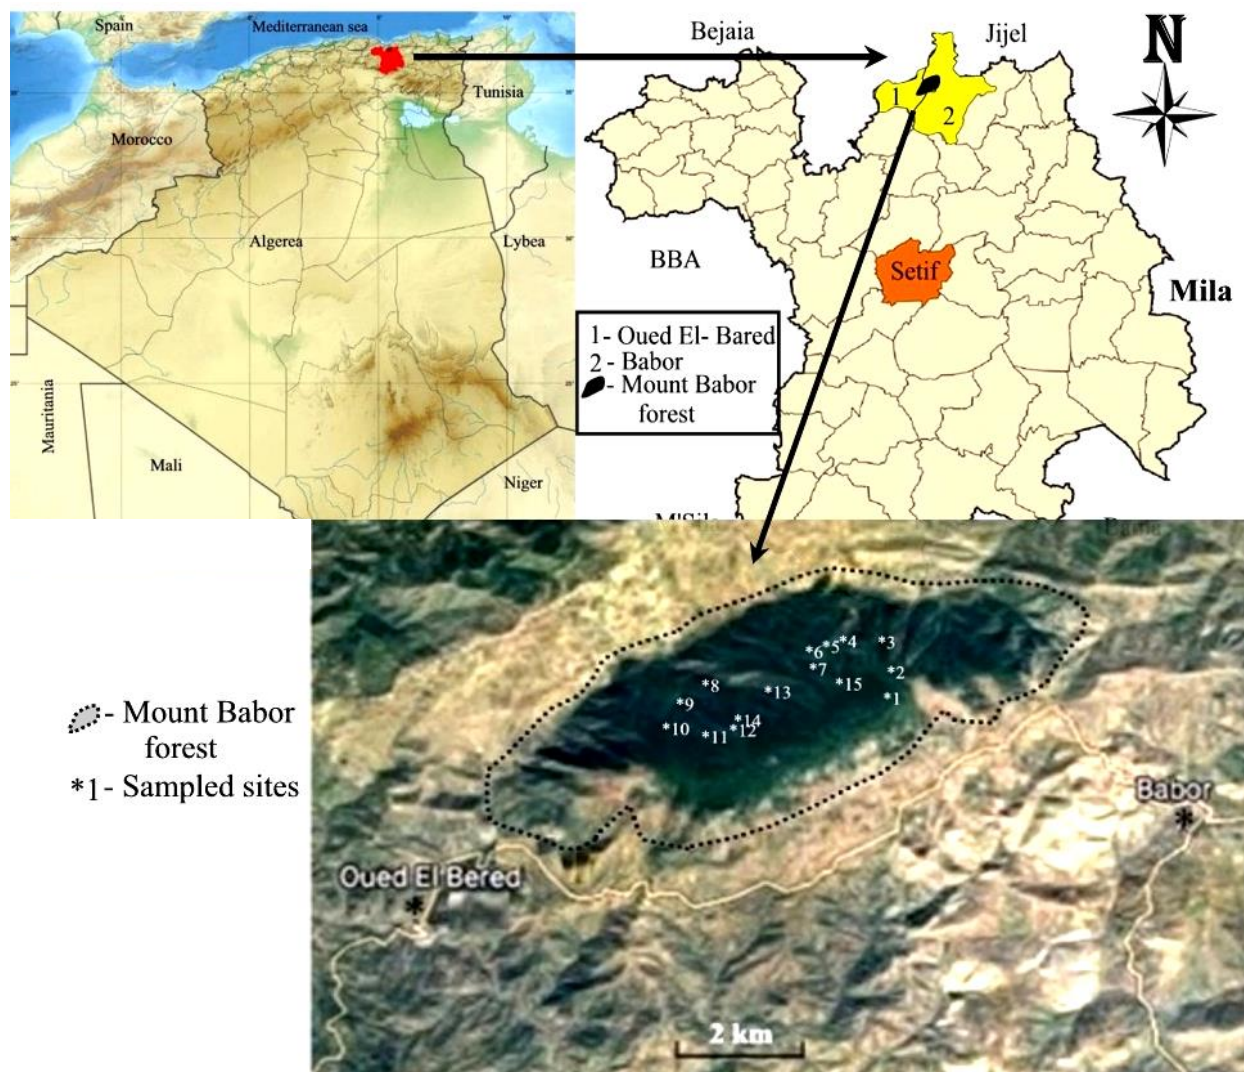 Spain
Mediterranean sea
Tunisia
Morocco
Algerea
Lybea
Mauritania
Mali
Niger
Bejaia
Jijel
N
1
2
BBA
Setif
Mila
1- Oued El- Bared
2 - Babor
- Mount Babor
forest
M'Sila
- Mount Babor
forest
*1- Sampled sites
*6 *5 *4 *3
*7 *2
*8 *13 *15 *1
*9
*10 *11 *12 *14
Babor
*
Oued El Bered
*
2 km